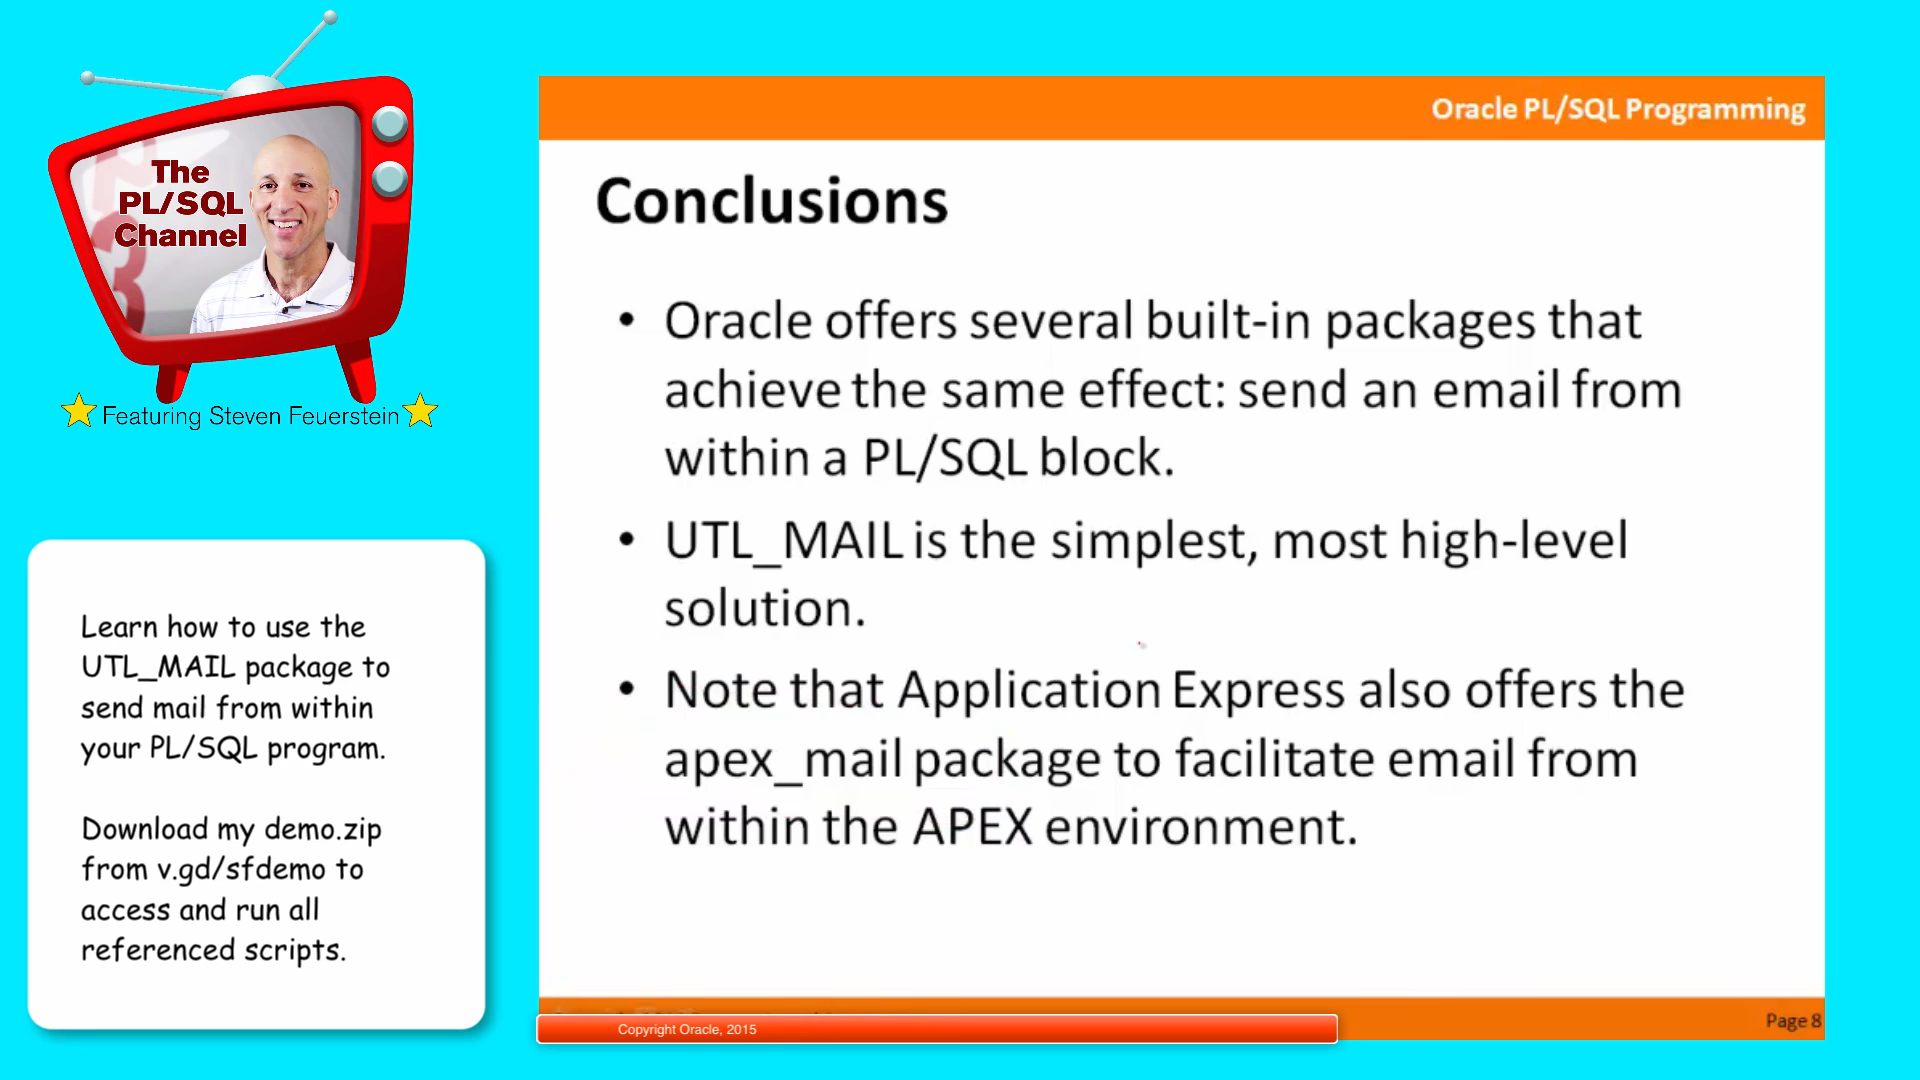 The
PL/SQL
Channel
Featuring Steven Feuerstein
Learn how to use the
UTL_MAIL package to
send mail from within
your PL/SQL program.
Download my demo.zip
from v.gd/sfdemo to
access and run all
referenced scripts.
Oracle PL/SQL Programming
Conclusions
• Oracle offers several built-in packages that
achieve the same effect: send an email from
within a PL/SQL block.
• UTL_MAIL is the simplest, most high-level
solution.
• Note that Application Express also offers the
apex_mail package to facilitate email from
within the APEX environment.
Copyright Oracle, 2015
Page 8